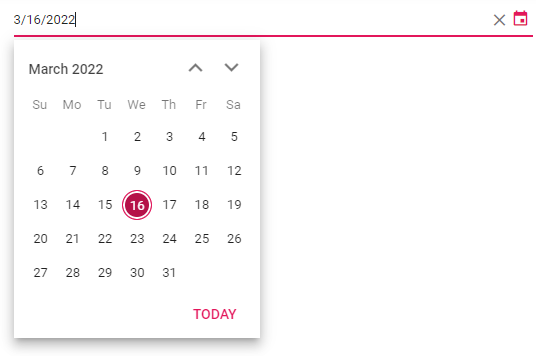 3/16/2022
March 2022
Su Mo Tu We Th Fr Sa
1 2 3 4 5
6 7 8 9 10 11 12
13 14 15 16 17 18 19
20 21 22 23 24 25 26
27 28 29 30 31
TODAY